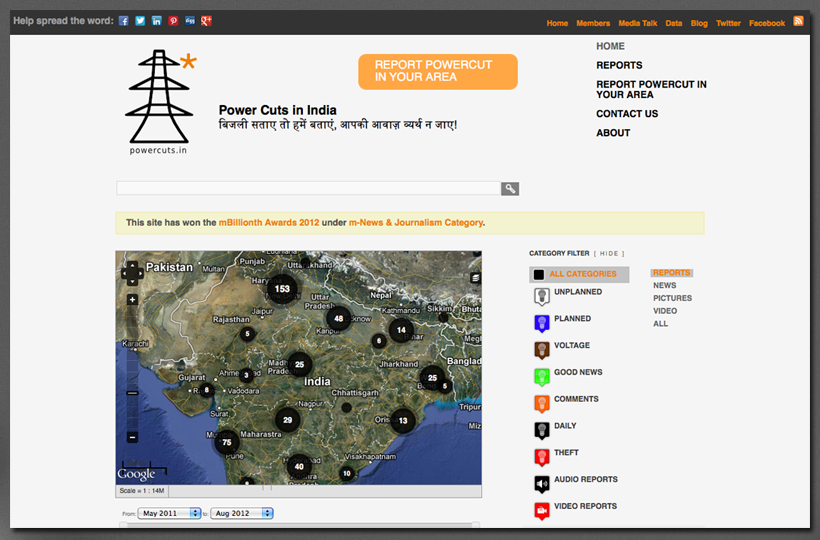 Help spread the word:
Home Members Media Talk Data Blog Twitter Facebook
REPORT POWERCUT
IN YOUR AREA
HOME
REPORTS
REPORT POWERCUT IN
YOUR AREA
CONTACT US
ABOUT
powercuts.in
Power Cuts in India
बिजली सताए तो हमें बताएं, आपकी आवाज़ व्यर्थ न जाए!
This site has won the mBillionth Awards 2012 under m-News & Journalism Category.
Pakistan
Multan
Punjab
Uttarakhand
153
Uttar
Pradesh
Nepal
Kathmandu
Sikkim
Jaipur
Rajasthan
48
Kanpur
14
6
5
Karachi
Jharkhand
25
25
5
Gujarat
3
8
Vadodara
India
Chhattisgarh
Surat
Nagpur
29
13
Maharashtra
75
Pune
40
Visakhapatnam
10
Google
Scale = 1 : 14M
From: May 2011 to: Aug 2012
CATEGORY FILTER [ HIDE ]
ALL CATEGORIES
UNPLANNED
PLANNED
VOLTAGE
GOOD NEWS
COMMENTS
DAILY
THEFT
AUDIO REPORTS
VIDEO REPORTS
REPORTS
NEWS
PICTURES
VIDEO
ALL